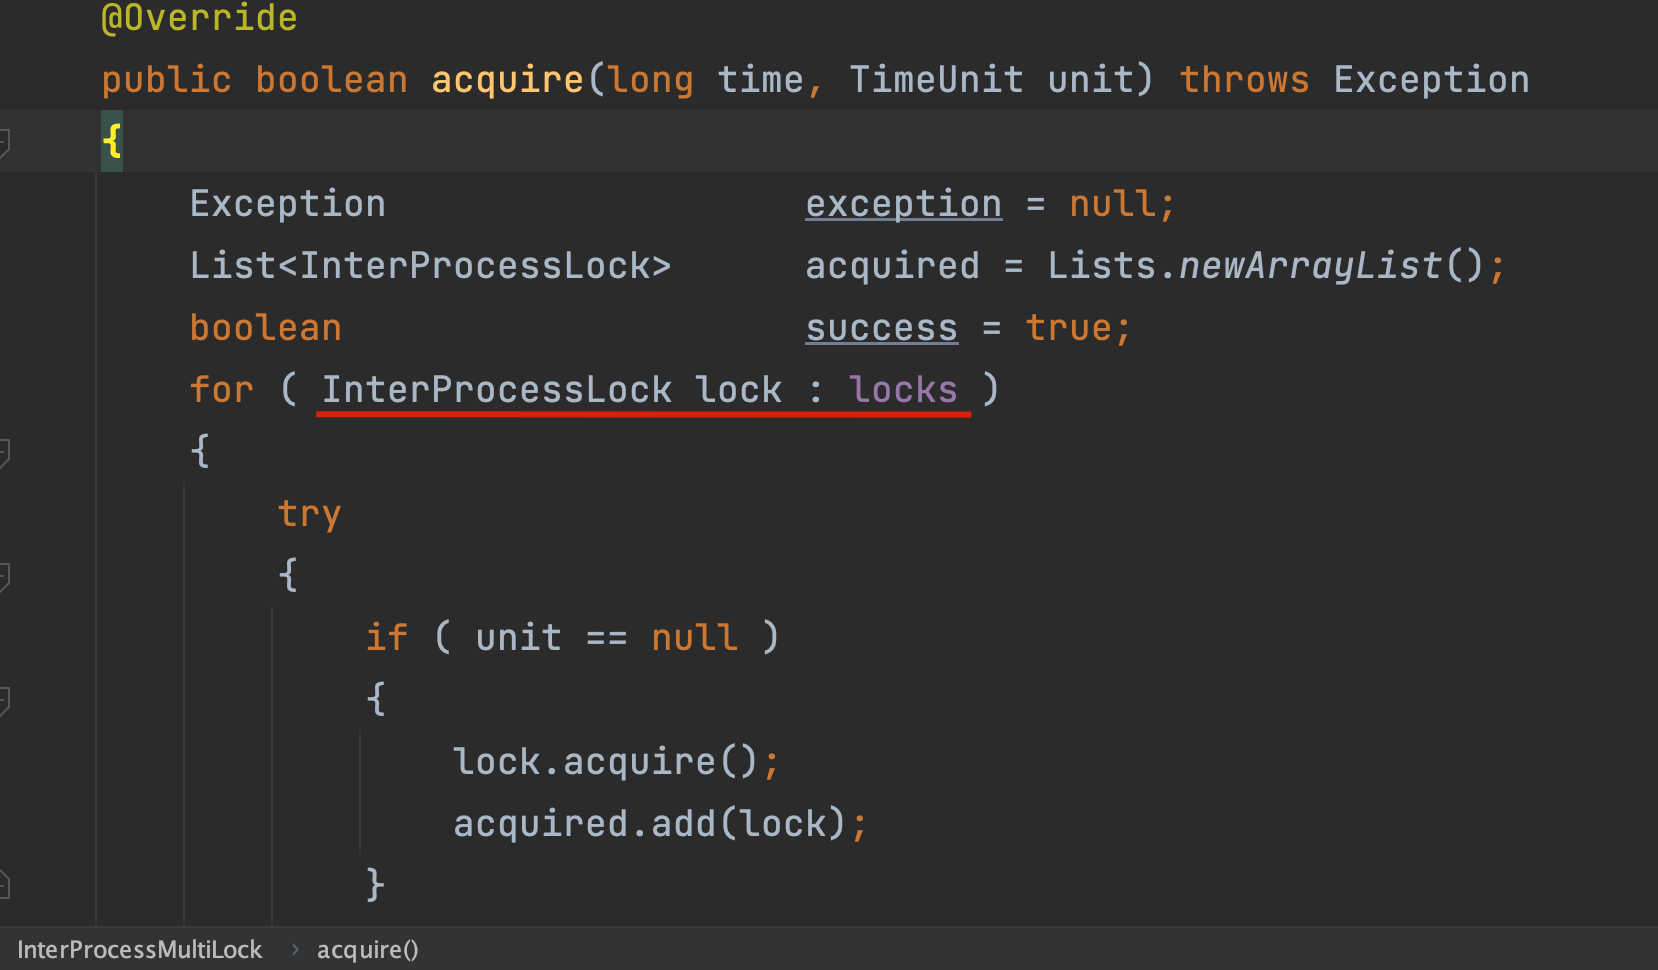 @Override
public boolean acquire(long time, TimeUnit unit) throws Exception
{
Exception exception = null;
List<InterProcessLock> acquired = Lists.newArrayList();
boolean success = true;
for ( InterProcessLock lock : locks )
{
try
{
if ( unit == null )
{
lock.acquire();
acquired.add(lock);
}
InterProcessMultiLock › acquire()